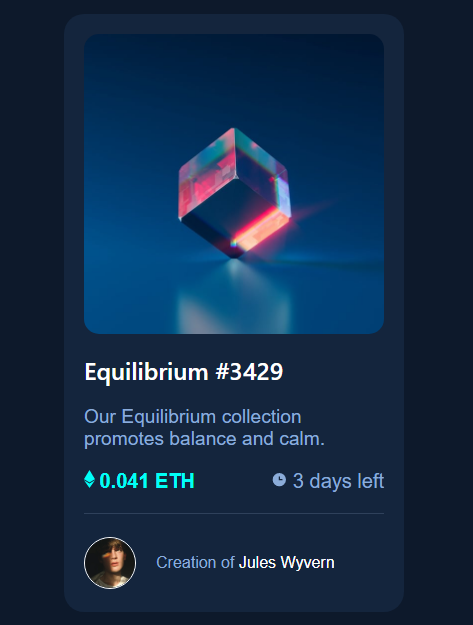 Equilibrium #3429
Our Equilibrium collection
promotes balance and calm.
0.041 ETH
3 days left
Creation of Jules Wyvern